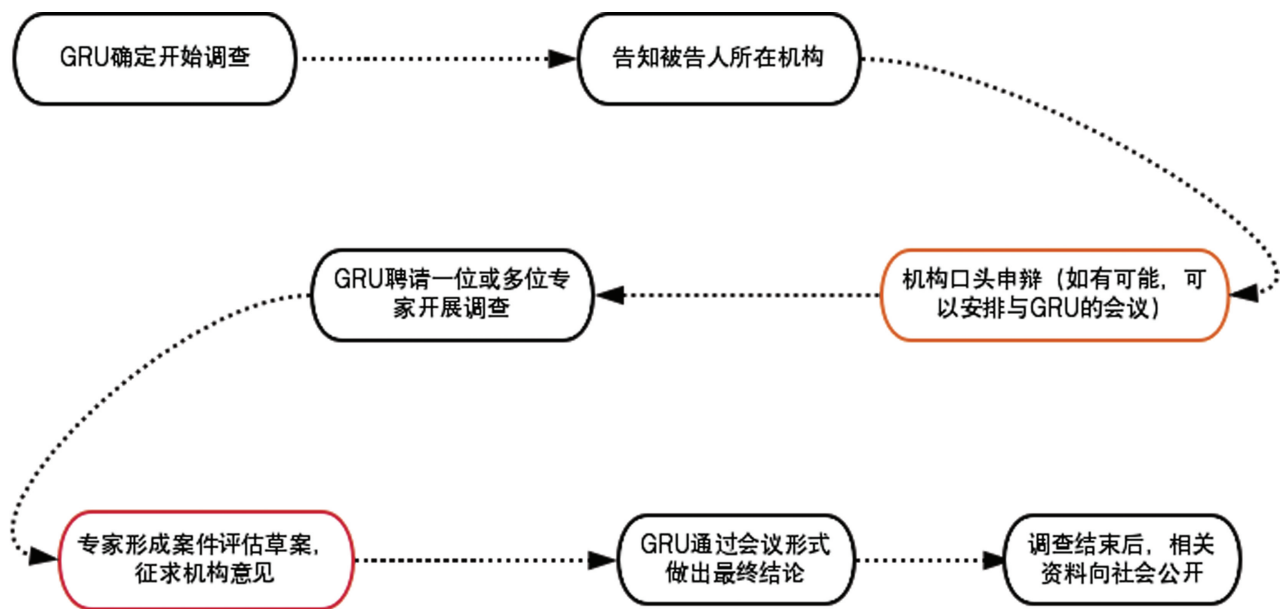 GRU确定开始调查
告知被告人所在机构
机构口头申辩（如有可能，可
以安排与GRU的会议）
GRU聘请一位或多位专
家开展调查
专家形成案件评估草案，
征求机构意见
GRU通过会议形式
做出最终结论
调查结束后，相关
资料向社会公开